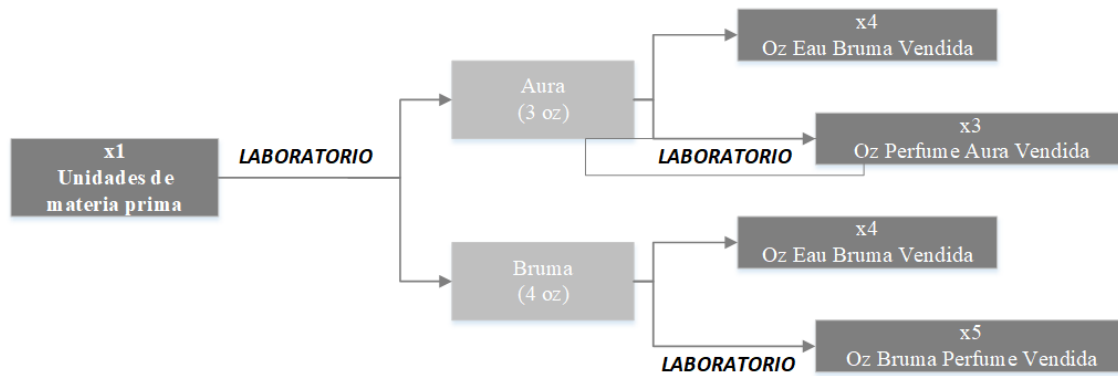 x4
Oz Eau Bruma Vendida
Aura
(3 oz)
x3
Oz Perfume Aura Vendida
LABORATORIO
LABORATORIO
x1
Unidades de
materia prima
x4
Oz Eau Bruma Vendida
Bruma
(4 oz)
x5
Oz Bruma Perfume Vendida
LABORATORIO